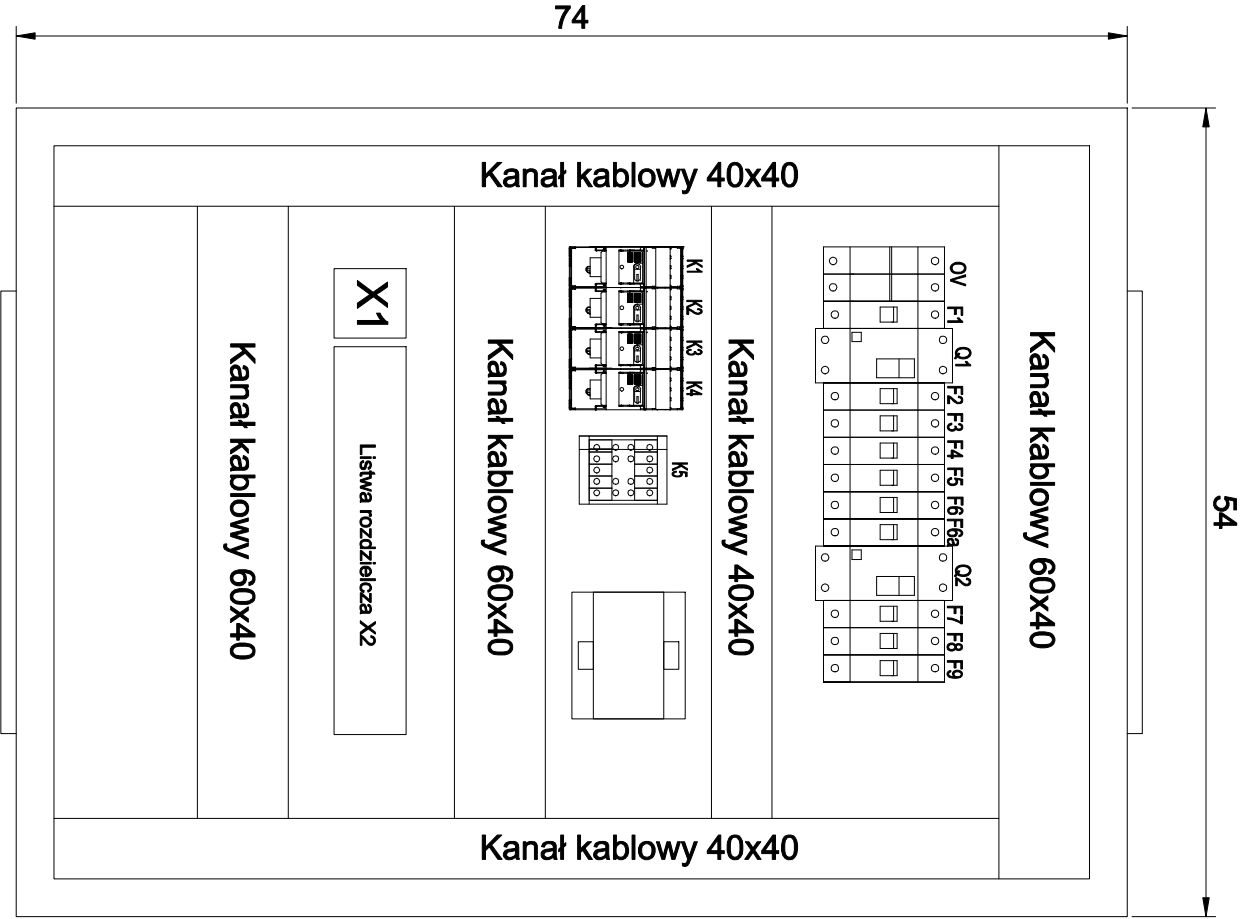 74
54
Kanał kablowy 40x40
Kanał kablowy 60x40
OV
F1
Q1
F2
F3
F4
F5
F6
F6a
Q2
F7
F8
F9
Kanał kablowy 40x40
K1
K2
K3
K4
K5
Kanał kablowy 60x40
X1
Listwa rozdzielcza X2
Kanał kablowy 60x40
Kanał kablowy 40x40